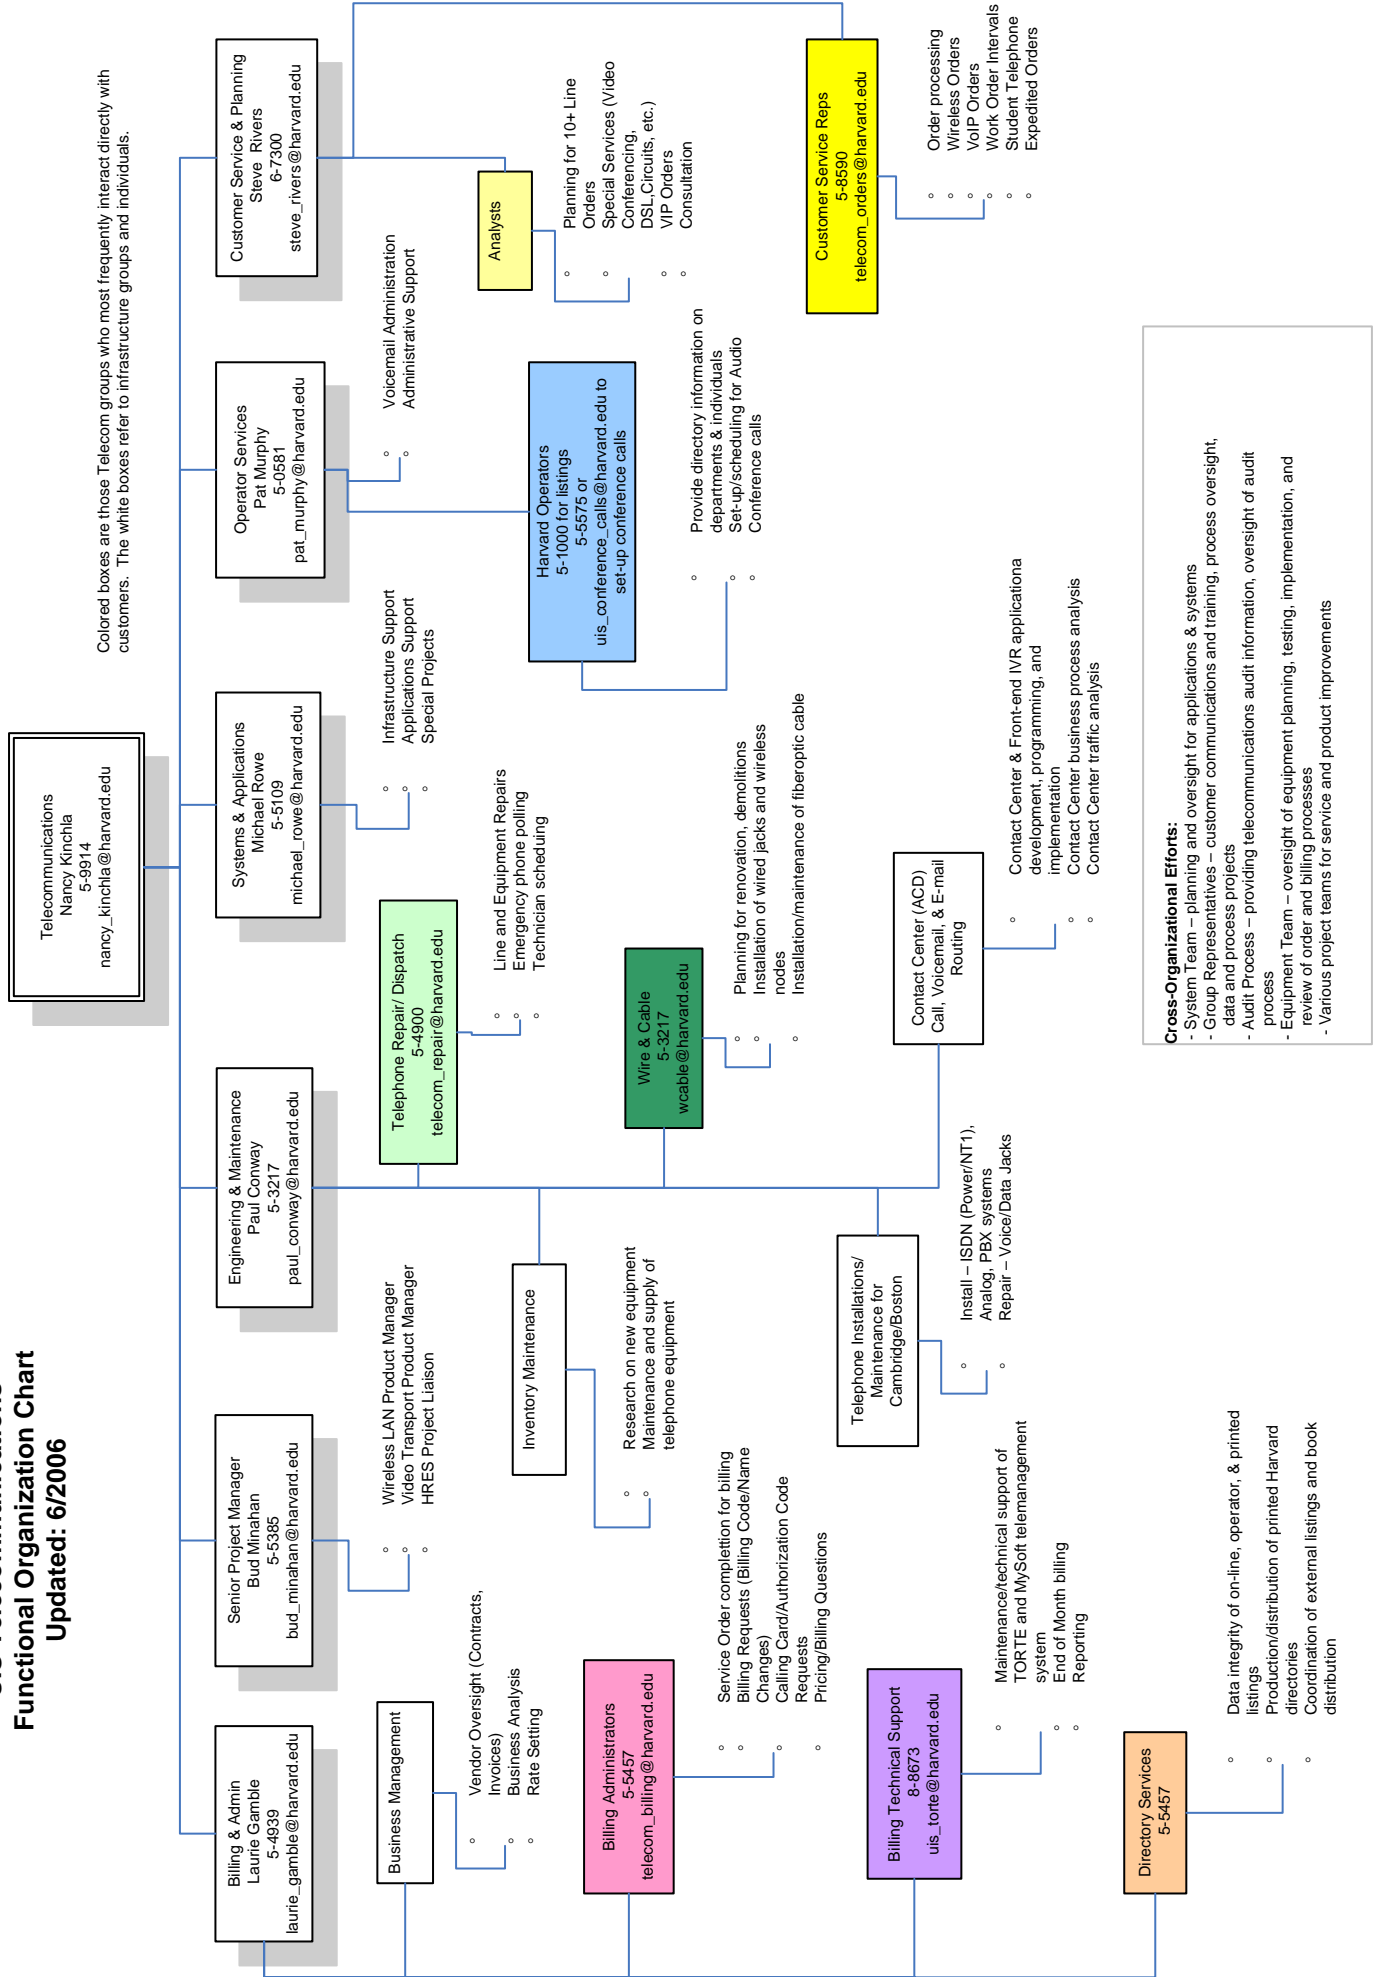 Functional Organization Chart
Updated: 6/2006
Telecommunications
Nancy Kinchla
5-9914
nancy_kinchla@harvard.edu
Colored boxes are those Telecom groups who most frequently interact directly with
customers. The white boxes refer to infrastructure groups and individuals.
Billing & Admin
Laurie Gamble
5-4939
laurie_gamble@harvard.edu
Senior Project Manager
Bud Minahan
5-5385
bud_minahan@harvard.edu
Engineering & Maintenance
Paul Conway
5-3217
paul_conway@harvard.edu
Systems & Applications
Michael Rowe
5-5109
michael_rowe@harvard.edu
Operator Services
Pat Murphy
5-0581
pat_murphy@harvard.edu
Customer Service & Planning
Steve Rivers
6-7300
steve_rivers@harvard.edu
Business Management
° Vendor Oversight (Contracts,
Invoices)
° Business Analysis
° Rate Setting
Billing Administrators
5-5457
telecom_billing@harvard.edu
° Service Order completion for billing
° Billing Requests (Billing Code/Name
Changes)
° Calling Card/Authorization Code
Requests
° Pricing/Billing Questions
Billing Technical Support
8-8673
uis_torte@harvard.edu
° Maintenance/technical support of
TORTE and MySoft telemanagement
system
° End of Month billing
° Reporting
Directory Services
5-5457
° Data integrity of on-line, operator, & printed
listings
° Production/distribution of printed Harvard
directories
° Coordination of external listings and book
distribution
° Wireless LAN Product Manager
° Video Transport Product Manager
° HRES Project Liaison
Telephone Repair/ Dispatch
5-4900
telecom_repair@harvard.edu
° Line and Equipment Repairs
° Emergency phone polling
° Technician scheduling
Inventory Maintenance
° Research on new equipment
° Maintenance and supply of
telephone equipment
Wire & Cable
5-3217
wcable@harvard.edu
° Planning for renovation, demolitions
° Installation of wired jacks and wireless
nodes
° Installation/maintenance of fiberoptic cable
Telephone Installations/
Maintenance for
Cambridge/Boston
° Install – ISDN (Power/NT1),
Analog, PBX systems
° Repair – Voice/Data Jacks
Contact Center (ACD)
Call, Voicemail, & E-mail
Routing
° Contact Center & Front-end IVR applicationa
development, programming, and
implementation
° Contact Center business process analysis
° Contact Center traffic analysis
° Infrastructure Support
° Applications Support
° Special Projects
° Voicemail Administration
° Administrative Support
Harvard Operators
5-1000 for listings
5-5575 or
uis_conference_calls@harvard.edu to
set-up conference calls
° Provide directory information on
departments & individuals
° Set-up/scheduling for Audio
° Conference calls
Analysts
° Planning for 10+ Line
Orders
° Special Services (Video
Conferencing,
DSL,Circuits, etc.)
° VIP Orders
° Consultation
Customer Service Reps
5-8590
telecom_orders@harvard.edu
° Order processing
° Wireless Orders
° VoIP Orders
° Work Order Intervals
° Student Telephone
° Expedited Orders
Cross-Organizational Efforts:
- System Team – planning and oversight for applications & systems
- Group Representatives – customer communications and training, process oversight,
data and process projects
- Audit Process – providing telecommunications audit information, oversight of audit
process
- Equipment Team – oversight of equipment planning, testing, implementation, and
review of order and billing processes
- Various project teams for service and product improvements